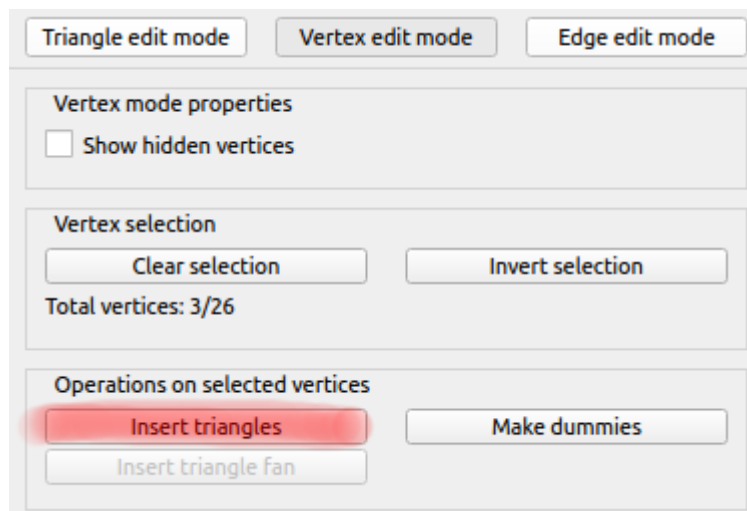 Triangle edit mode Vertex edit mode Edge edit mode
Vertex mode properties
Show hidden vertices
Vertex selection
Clear selection Invert selection
Total vertices: 3/26
Operations on selected vertices
Insert triangles Make dummies
Insert triangle fan